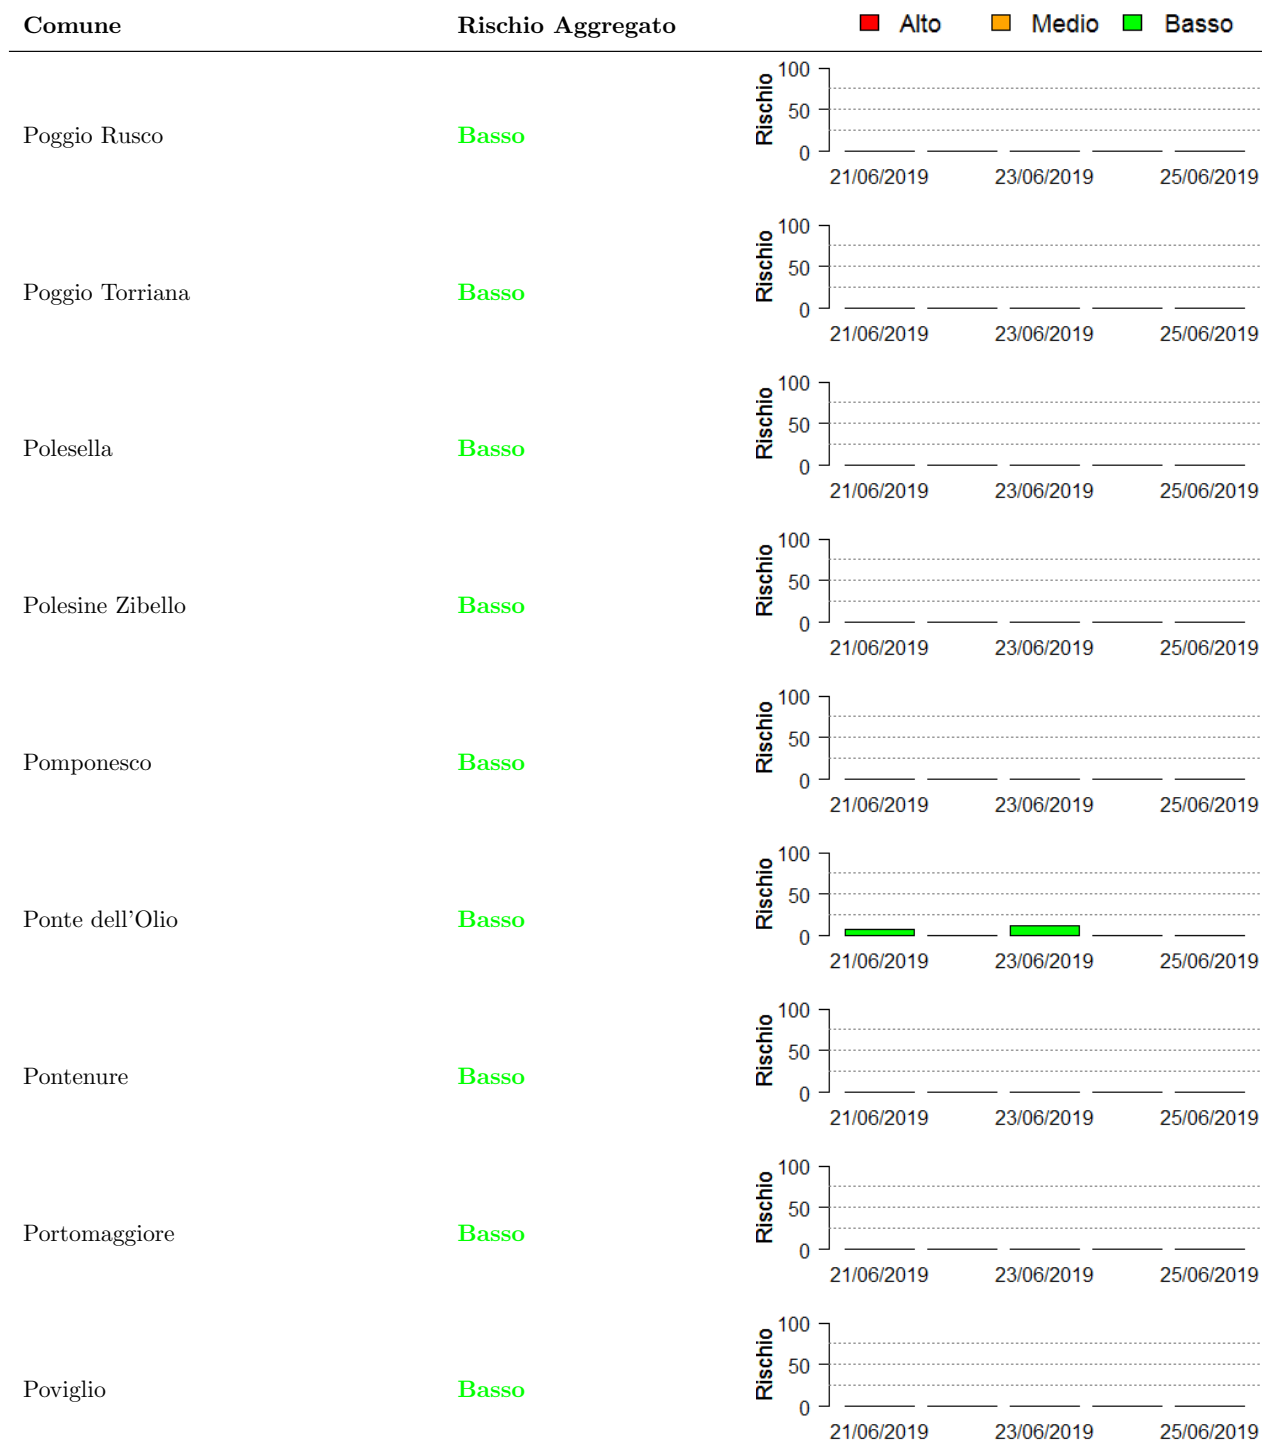 Comune Rischio Aggregato Alto Medio Basso
Poggio Rusco Basso Rischio 100 50 0
21/06/2019 23/06/2019 25/06/2019
Poggio Torriana Basso Rischio 100 50 0
21/06/2019 23/06/2019 25/06/2019
Polesella Basso Rischio 100 50 0
21/06/2019 23/06/2019 25/06/2019
Polesine Zibello Basso Rischio 100 50 0
21/06/2019 23/06/2019 25/06/2019
Pomponesco Basso Rischio 100 50 0
21/06/2019 23/06/2019 25/06/2019
Ponte dell'Olio Basso Rischio 100 50 0
21/06/2019 23/06/2019 25/06/2019
Pontenure Basso Rischio 100 50 0
21/06/2019 23/06/2019 25/06/2019
Portomaggiore Basso Rischio 100 50 0
21/06/2019 23/06/2019 25/06/2019
Poviglio Basso Rischio 100 50 0
21/06/2019 23/06/2019 25/06/2019